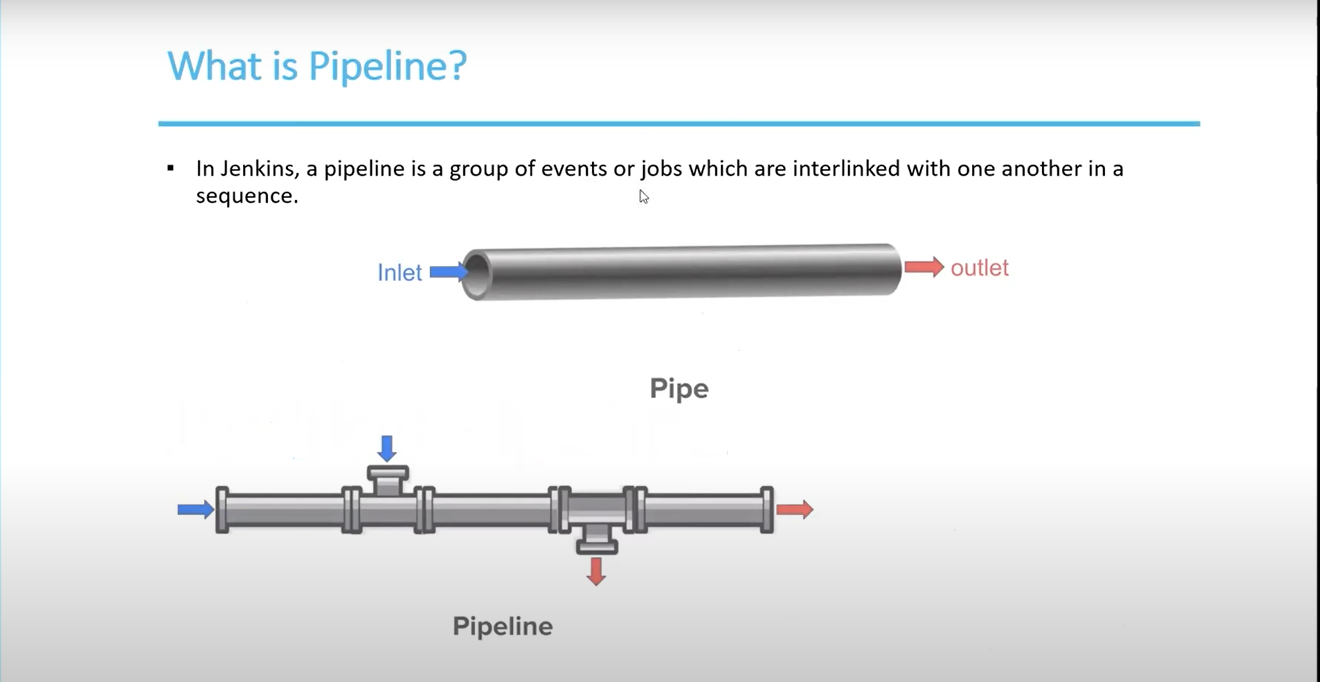 What is Pipeline?
▪ In Jenkins, a pipeline is a group of events or jobs which are interlinked with one another in a
sequence.
Inlet
outlet
Pipe
Pipeline